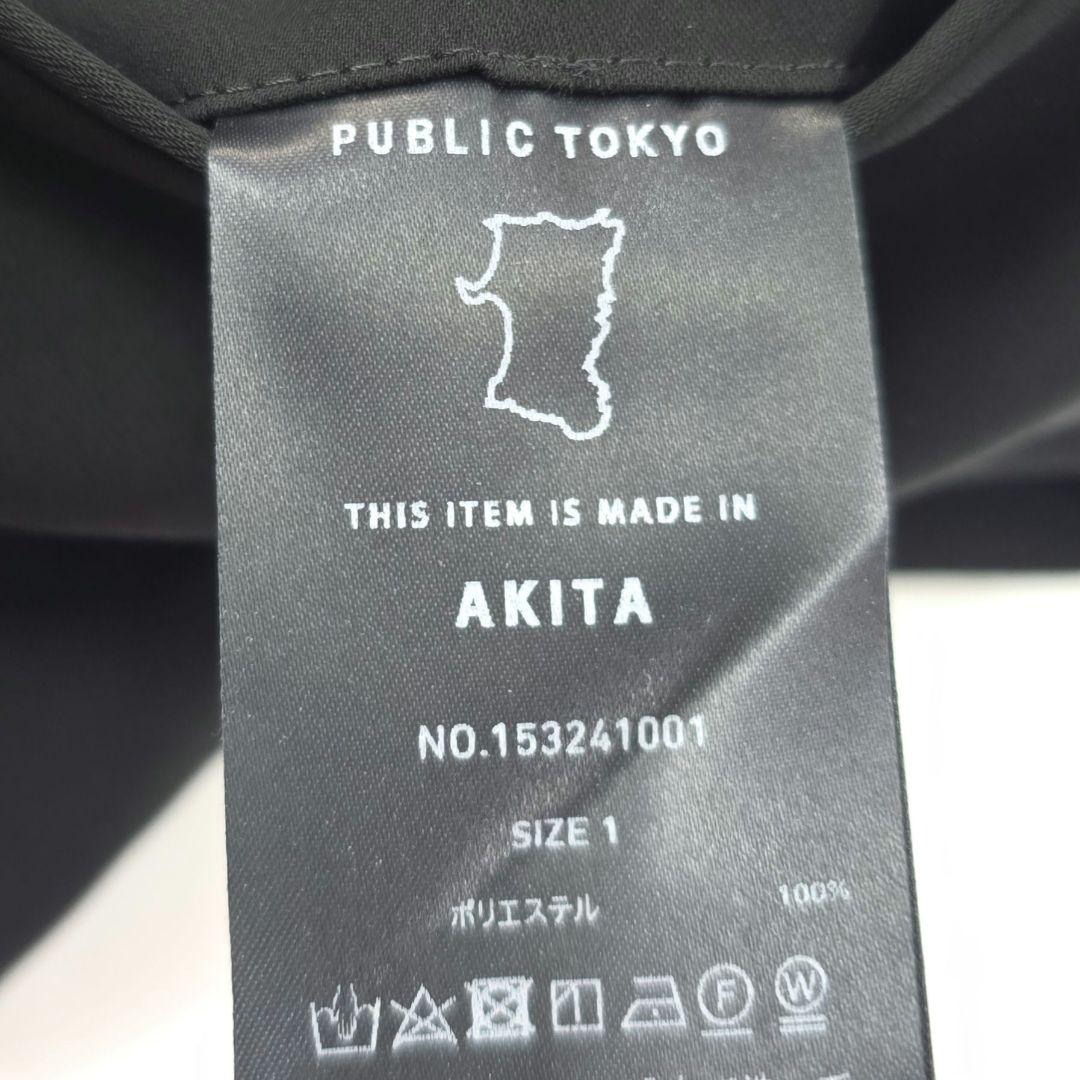 PUBLIC TOKYO
THIS ITEM IS MADE IN
AKITA
NO.153241001
SIZE 1
ポリエステル 100%
F W